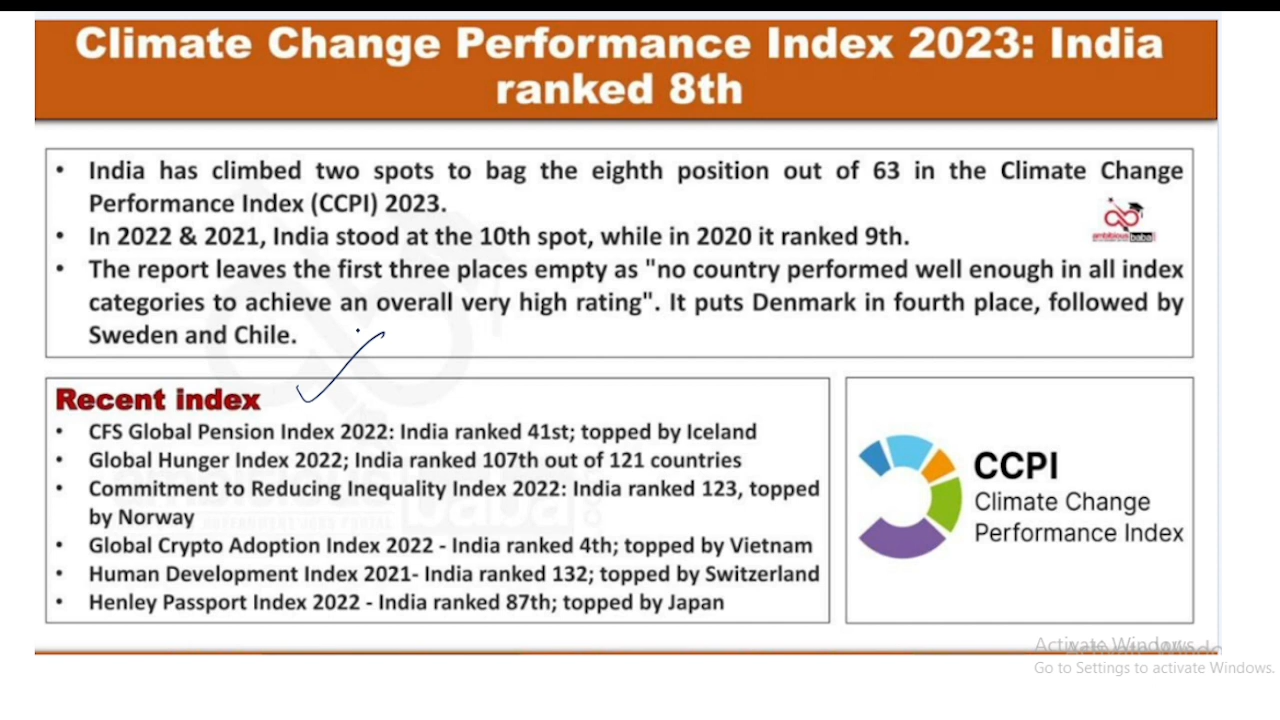 Climate Change Performance Index 2023: India
ranked 8th
• India has climbed two spots to bag the eighth position out of 63 in the Climate Change
Performance Index (CCPI) 2023.
• In 2022 & 2021, India stood at the 10th spot, while in 2020 it ranked 9th.
• The report leaves the first three places empty as "no country performed well enough in all index
categories to achieve an overall very high rating". It puts Denmark in fourth place, followed by
Sweden and Chile.
ambitious baba
Recent index
• CFS Global Pension Index 2022: India ranked 41st; topped by Iceland
• Global Hunger Index 2022; India ranked 107th out of 121 countries
• Commitment to Reducing Inequality Index 2022: India ranked 123, topped
by Norway
• Global Crypto Adoption Index 2022 - India ranked 4th; topped by Vietnam
• Human Development Index 2021- India ranked 132; topped by Switzerland
• Henley Passport Index 2022 - India ranked 87th; topped by Japan
CCPI
Climate Change
Performance Index
Activate Windows
Go to Settings to activate Windows.